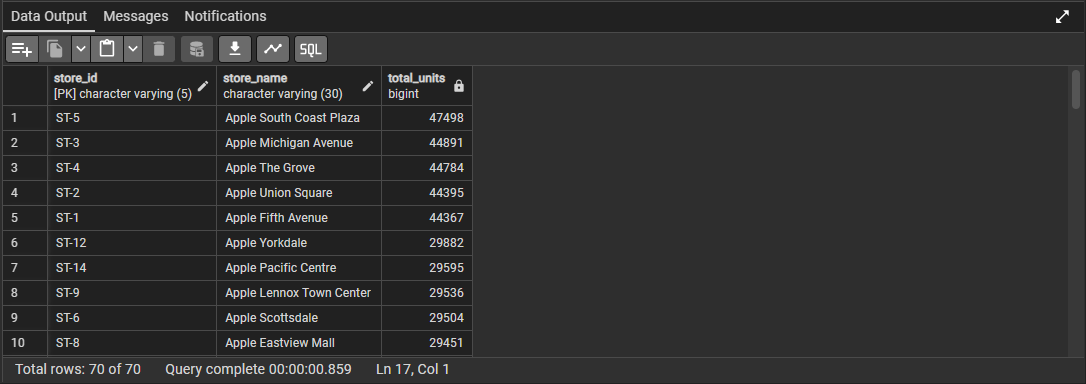 Data Output Messages Notifications
SQL
store_id store_name total_units
[PK] character varying (5) character varying (30) bigint
1 ST-5 Apple South Coast Plaza 47498
2 ST-3 Apple Michigan Avenue 44891
3 ST-4 Apple The Grove 44784
4 ST-2 Apple Union Square 44395
5 ST-1 Apple Fifth Avenue 44367
6 ST-12 Apple Yorkdale 29882
7 ST-14 Apple Pacific Centre 29595
8 ST-9 Apple Lennox Town Center 29536
9 ST-6 Apple Scottsdale 29504
10 ST-8 Apple Eastview Mall 29451
Total rows: 70 of 70 Query complete 00:00:00.859 Ln 17, Col 1